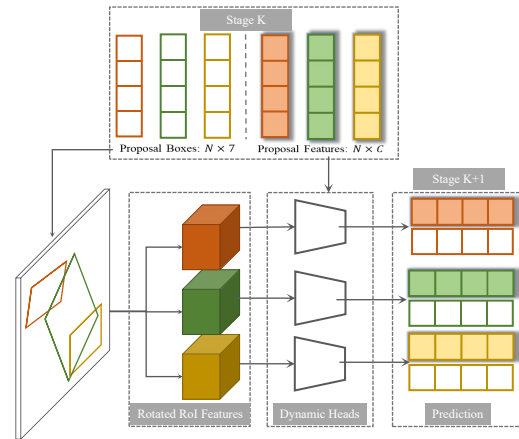 Stage K
Proposal Boxes: N × 7
Proposal Features: N × C
Stage K+1
Rotated RoI Features
Dynamic Heads
Prediction